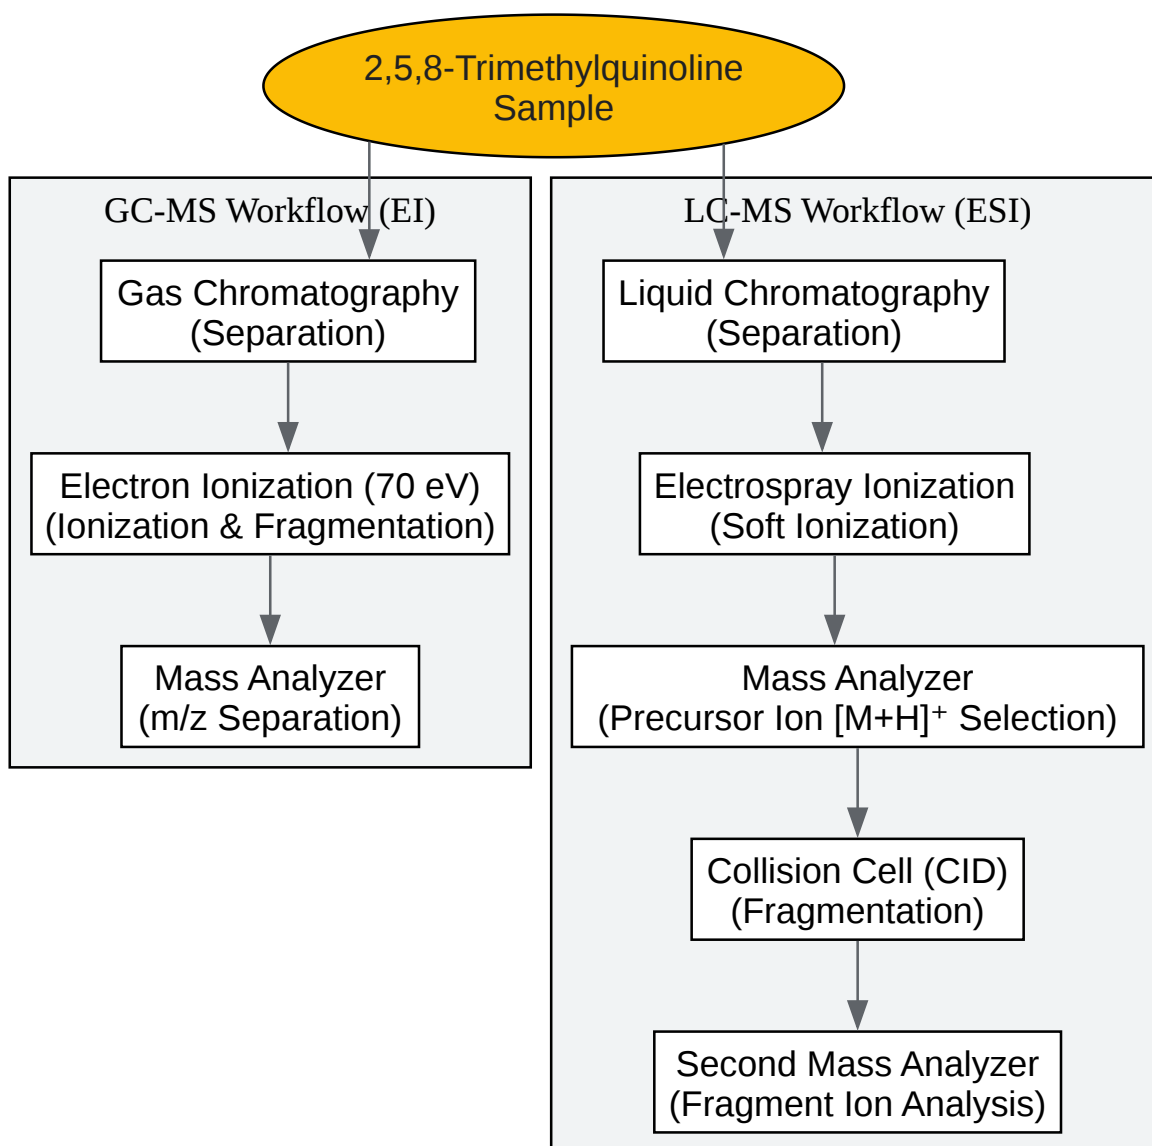 2,5,8-Trimethylquinoline
Sample
GC-MS Workflow (EI)
Gas Chromatography
(Separation)
Electron Ionization (70 eV)
(Ionization & Fragmentation)
Mass Analyzer
(m/z Separation)
LC-MS Workflow (ESI)
Liquid Chromatography
(Separation)
Electrospray Ionization
(Soft Ionization)
Mass Analyzer
(Precursor Ion [M+H]⁺ Selection)
Collision Cell (CID)
(Fragmentation)
Second Mass Analyzer
(Fragment Ion Analysis)